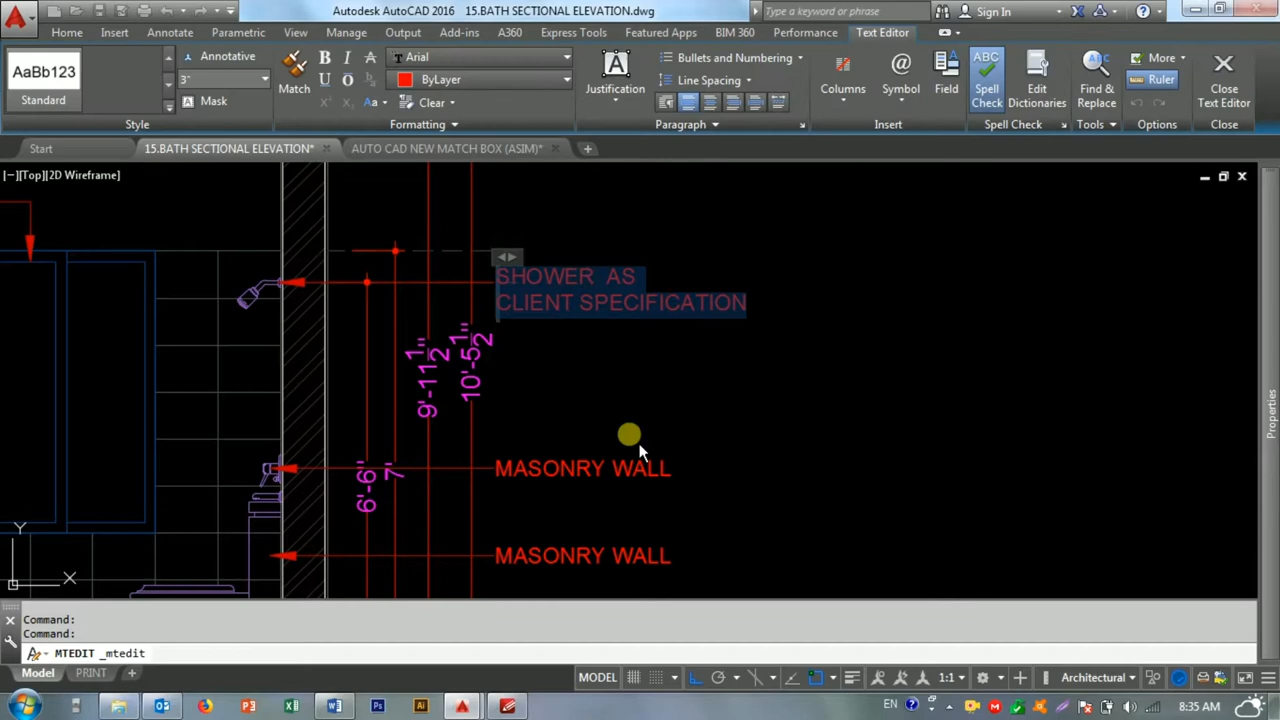 Autodesk AutoCAD 2016 15.BATH SECTIONAL ELEVATION.dwg
Type a keyword or phrase
Sign In
Home Insert Annotate Parametric View Manage Output Add-ins A360 Express Tools Featured Apps BIM 360 Performance Text Editor
AaBb123
Standard
Annotative
3"
Mask
Style
Match
B I A
U O
Arial
ByLayer
Aa
Clear
Formatting
Justification
Bullets and Numbering
Line Spacing
Paragraph
Columns
@
Symbol
Field
Insert
ABC
Spell
Check
Edit
Dictionaries
Spell Check
Find &
Replace
Tools
More
Ruler
Options
Close
Text Editor
Close
Start
15.BATH SECTIONAL ELEVATION*
AUTO CAD NEW MATCH BOX (ASIM)*
[−][Top][2D Wireframe]
SHOWER AS
CLIENT SPECIFICATION
9'-11 1/2"
10'-5 1/2"
6'-6"
7'
MASONRY WALL
MASONRY WALL
Y
Properties
Command:
Command:
MTEDIT _mtedit
Model PRINT
MODEL
1:1
Architectural
EN
8:35 AM